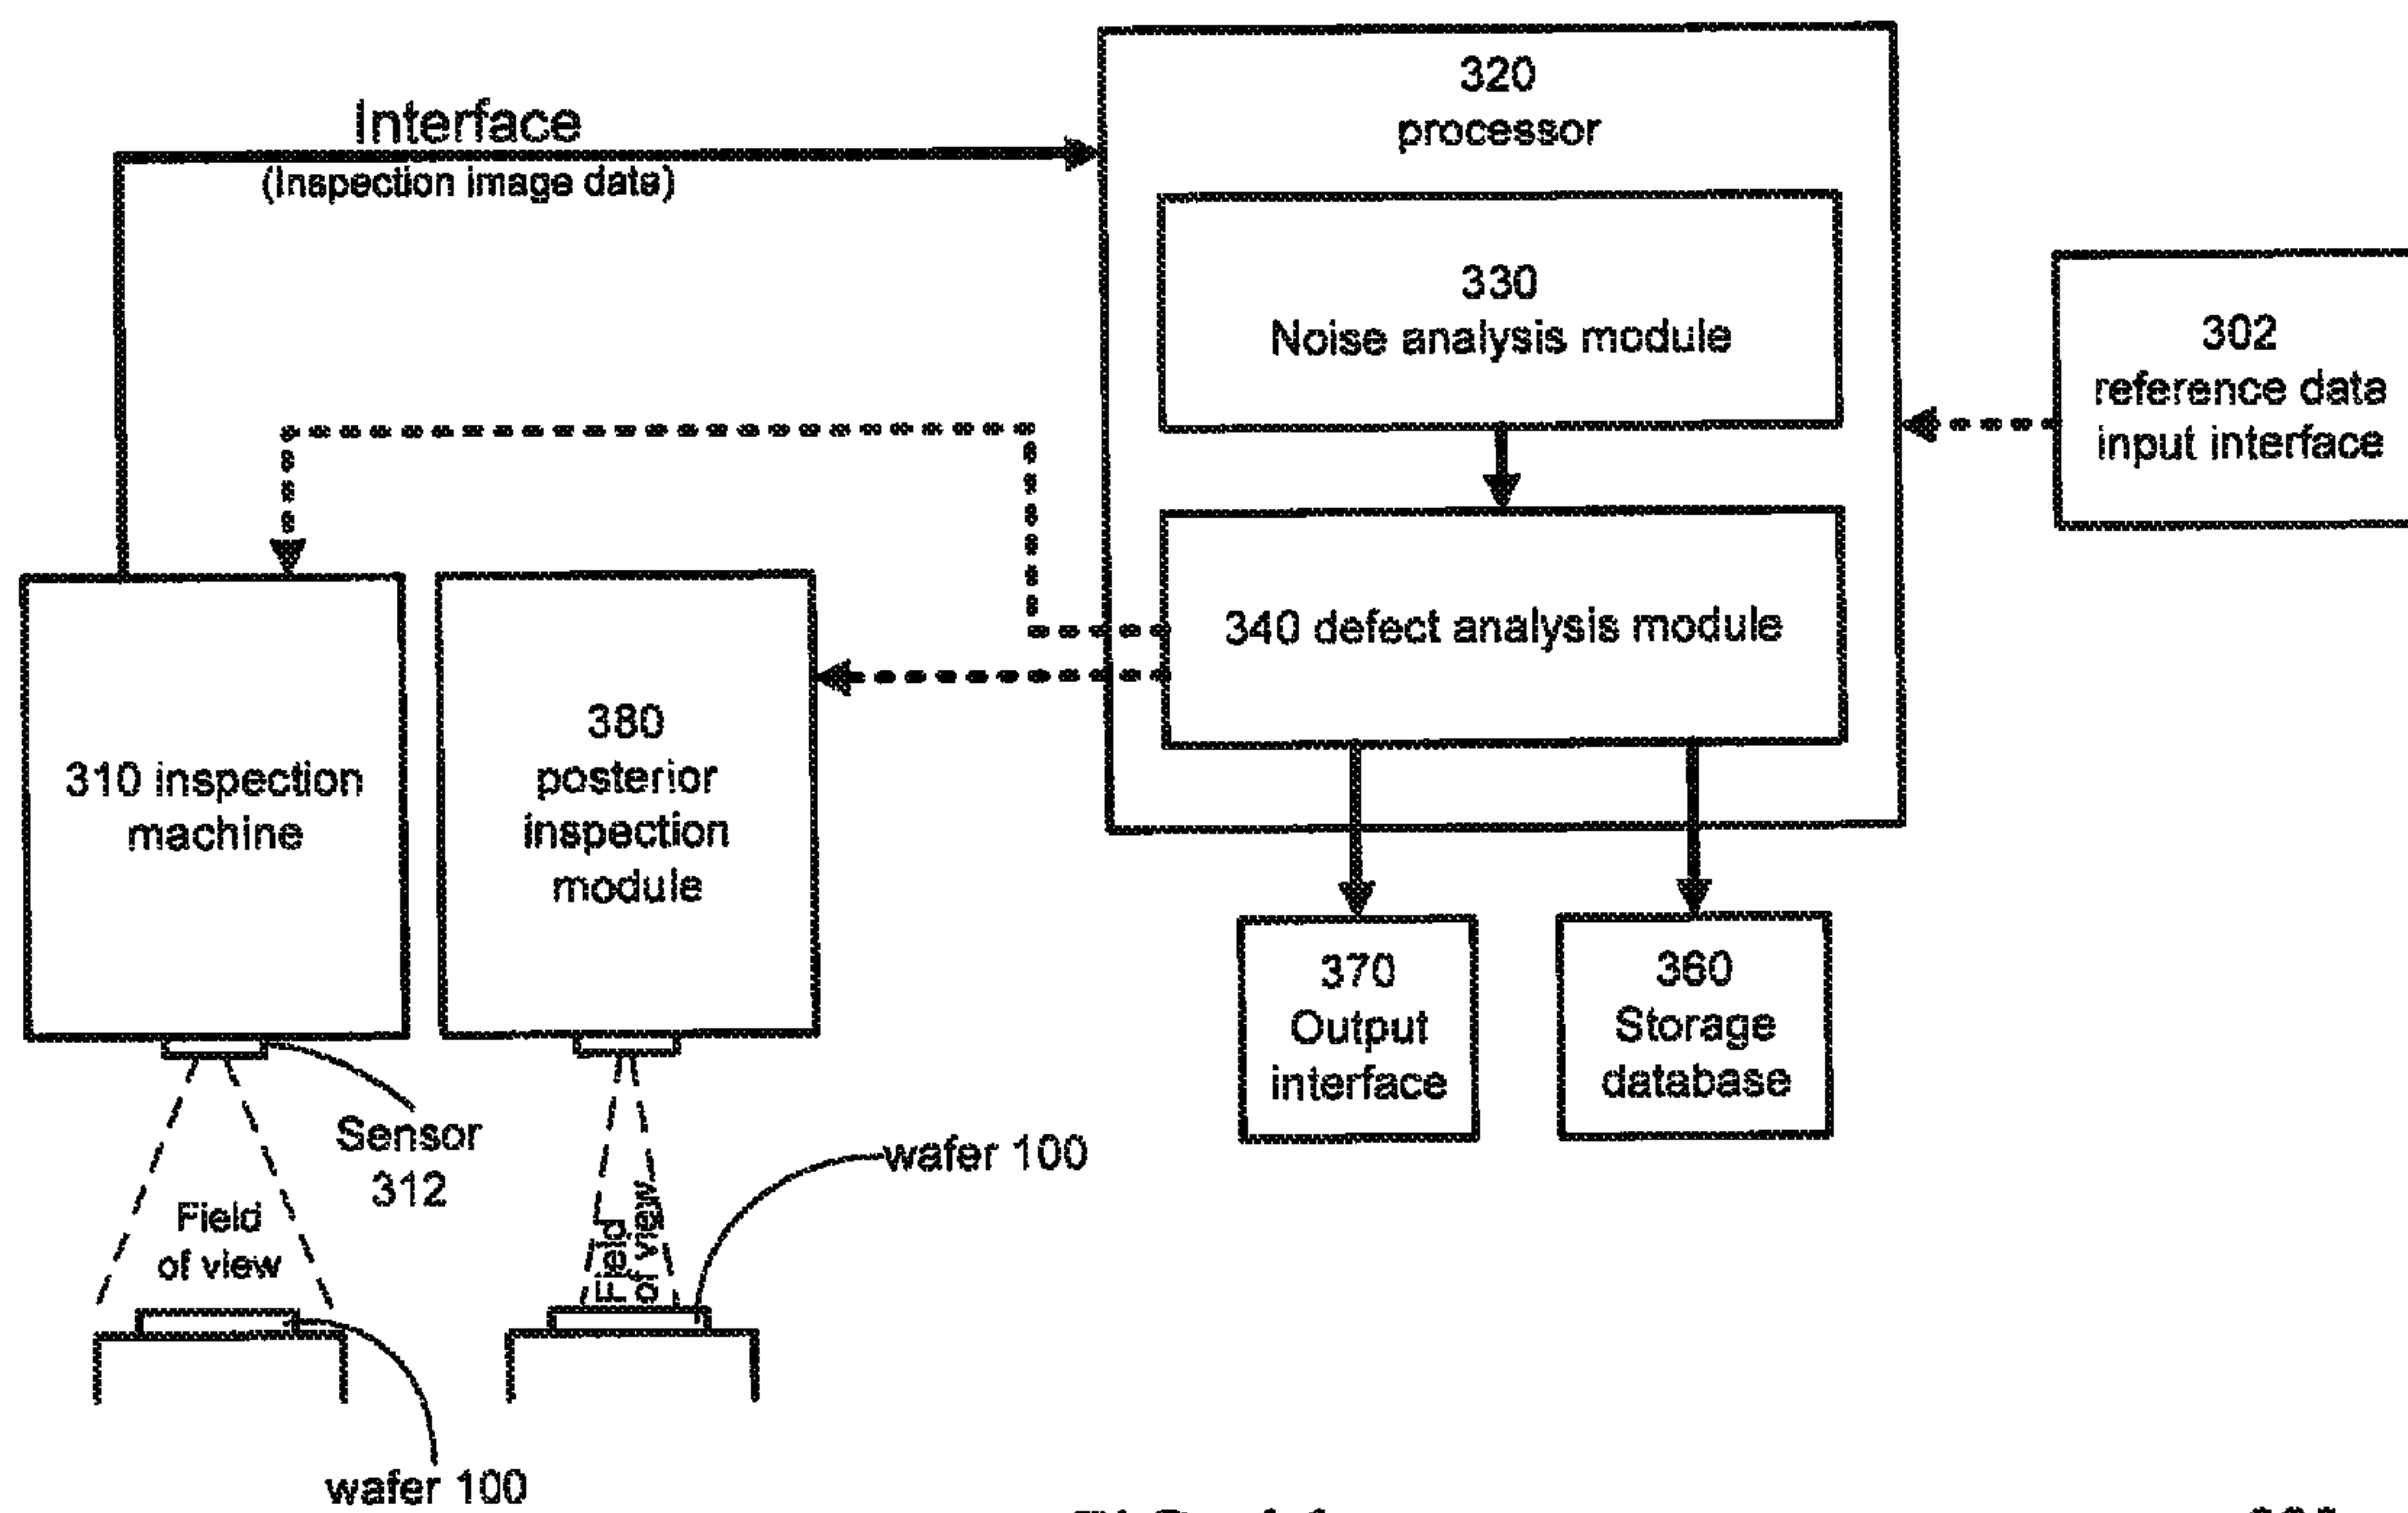 Interface
(Inspection image data)
320
processor
330
Noise analysis module
302
reference data
input interface
340 defect analysis module
310 inspection
machine
380
posterior
inspection
module
370
Output
interface
360
Storage
database
Sensor
312
Field
of view
Field
of view
wafer 100
wafer 100